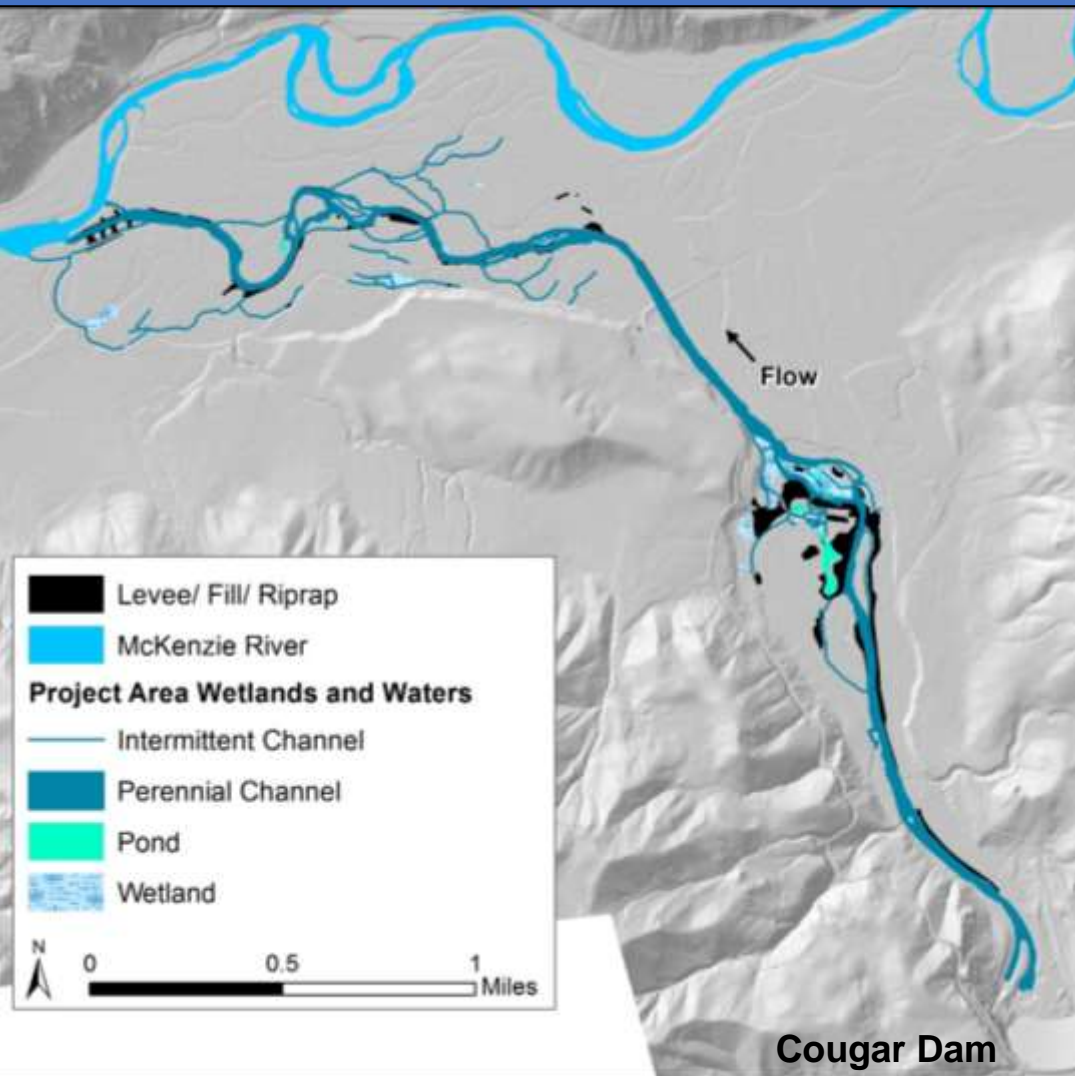 Flow
Levee/ Fill/ Riprap
McKenzie River
Project Area Wetlands and Waters
Intermittent Channel
Perennial Channel
Pond
Wetland
N
0 0.5 1
Miles
Cougar Dam